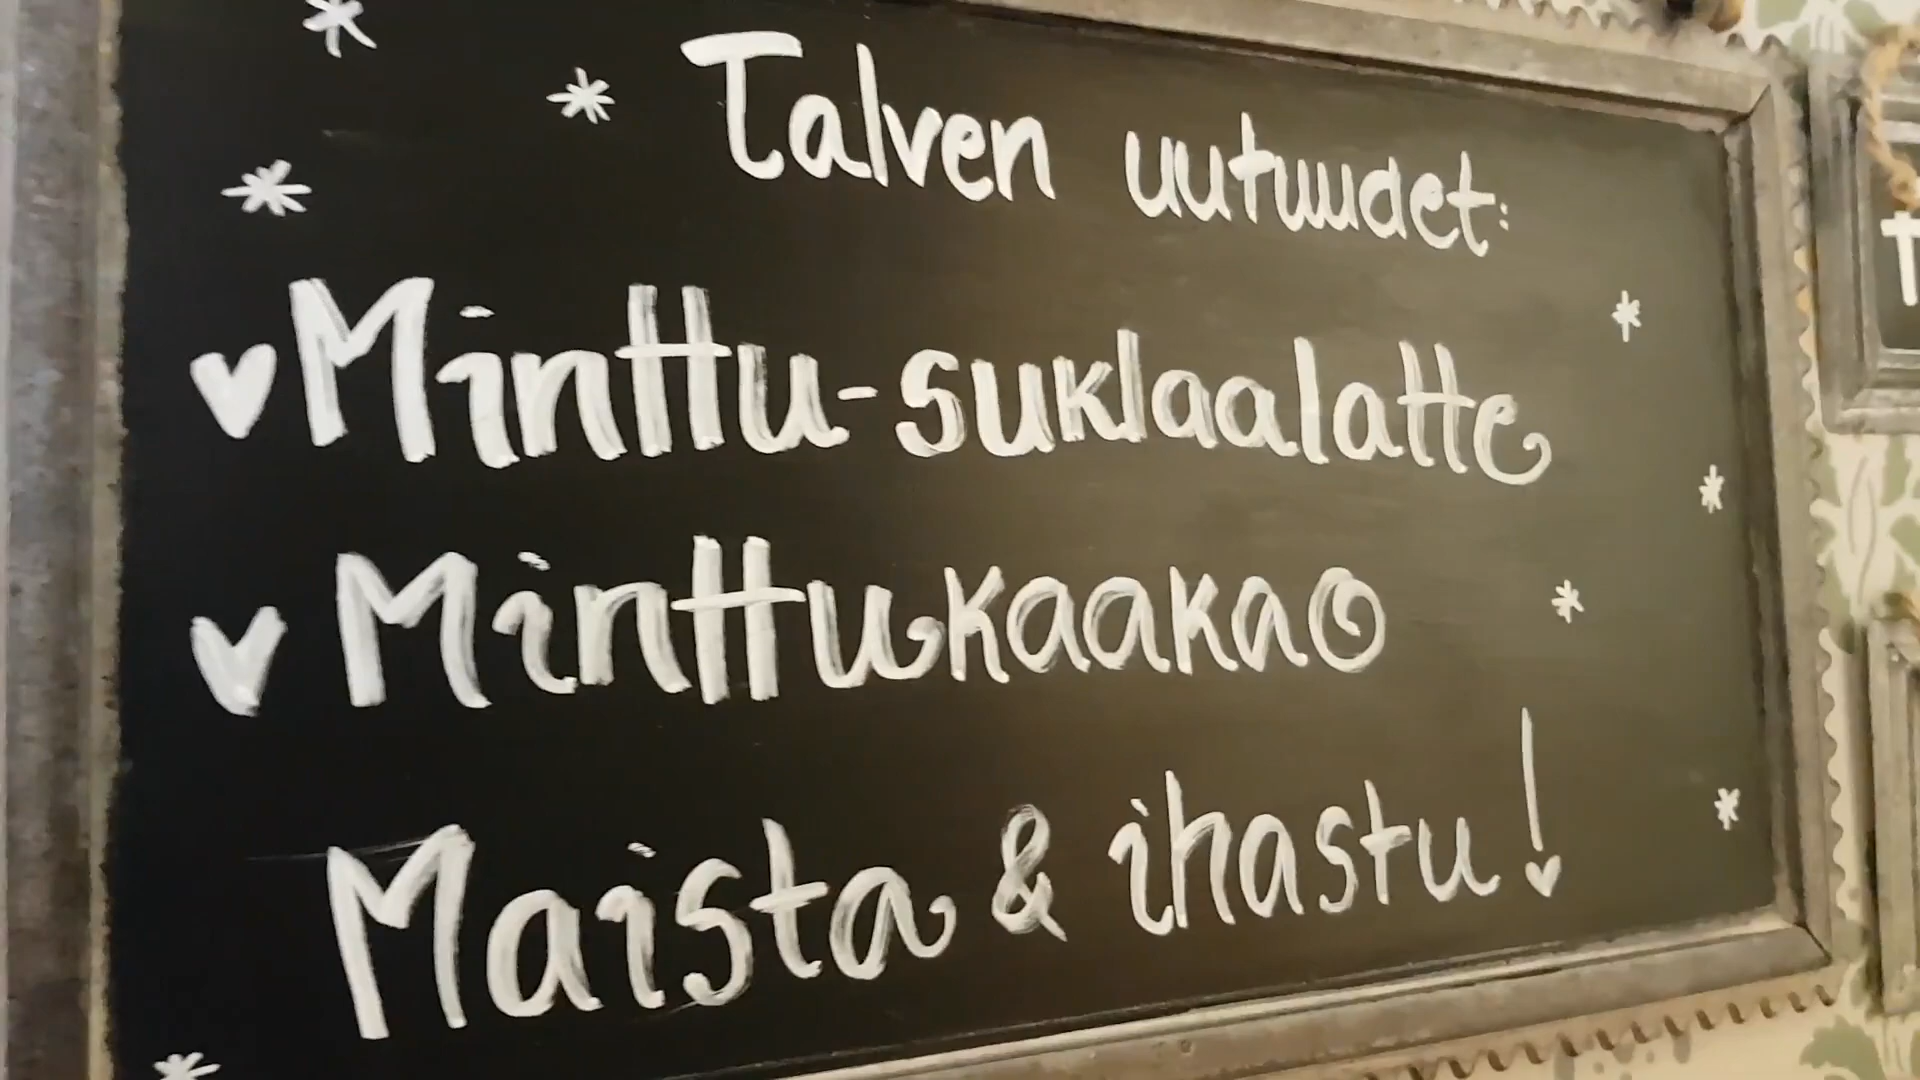 Talven uutuudet:
Minttu-suklaalatte
Minttukaakao
Maista & ihastu!